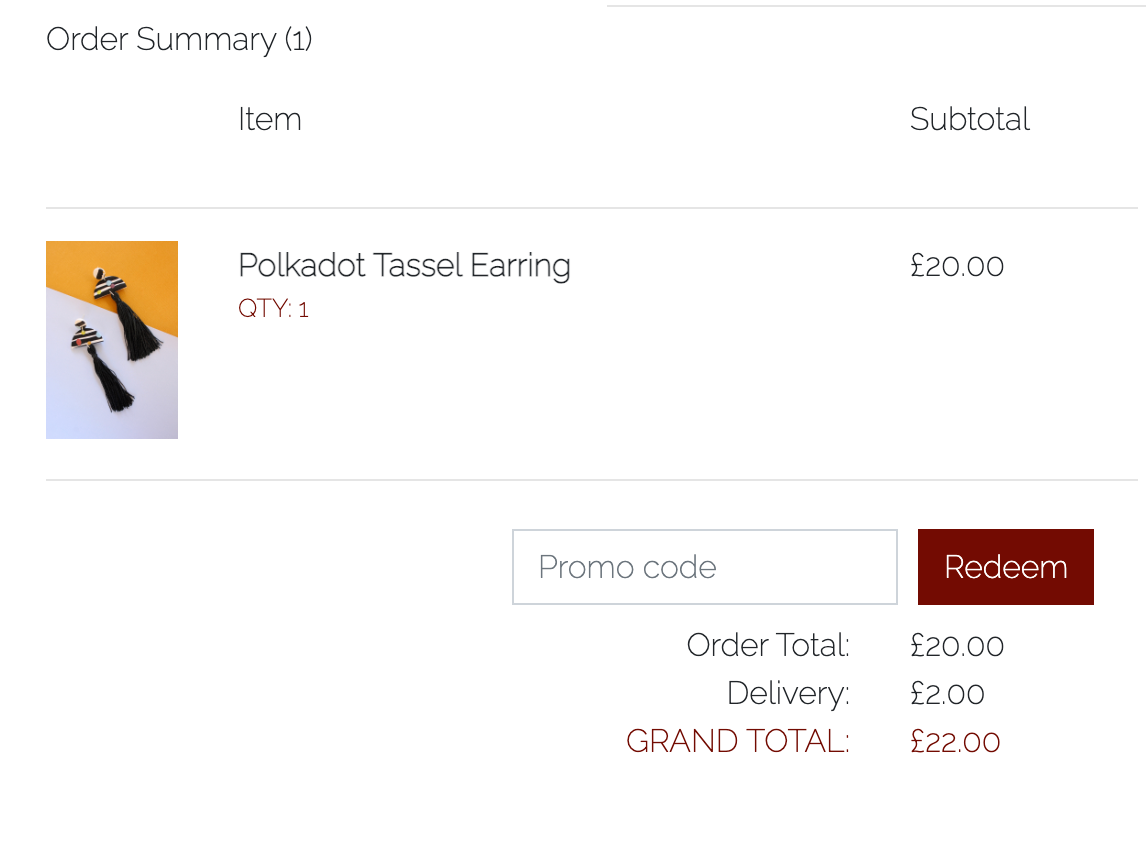 Order Summary (1)
Item Subtotal
Polkadot Tassel Earring £20.00
QTY: 1
Promo code Redeem
Order Total: £20.00
Delivery: £2.00
GRAND TOTAL: £22.00